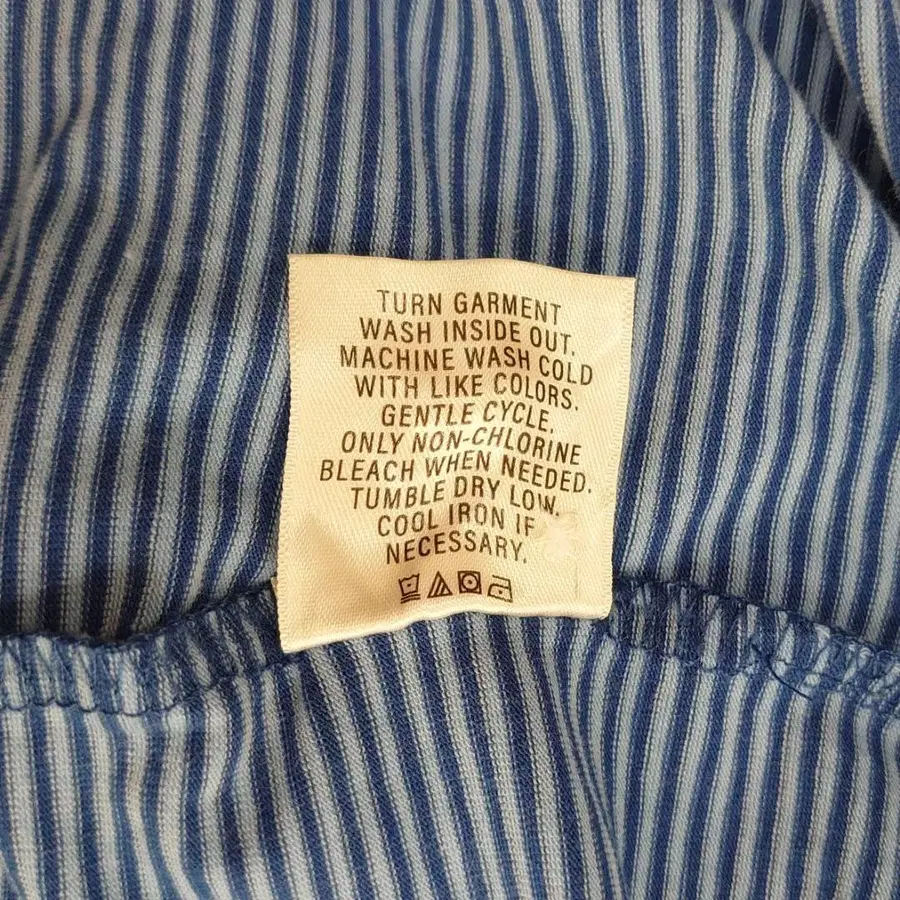 TURN GARMENT
WASH INSIDE OUT.
MACHINE WASH COLD
WITH LIKE COLORS.
GENTLE CYCLE.
ONLY NON-CHLORINE
BLEACH WHEN NEEDED.
TUMBLE DRY LOW.
COOL IRON IF
NECESSARY.